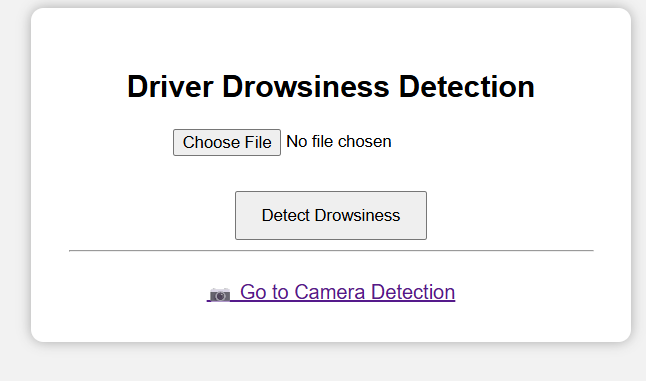 Driver Drowsiness Detection
Choose File No file chosen
Detect Drowsiness
📷 Go to Camera Detection